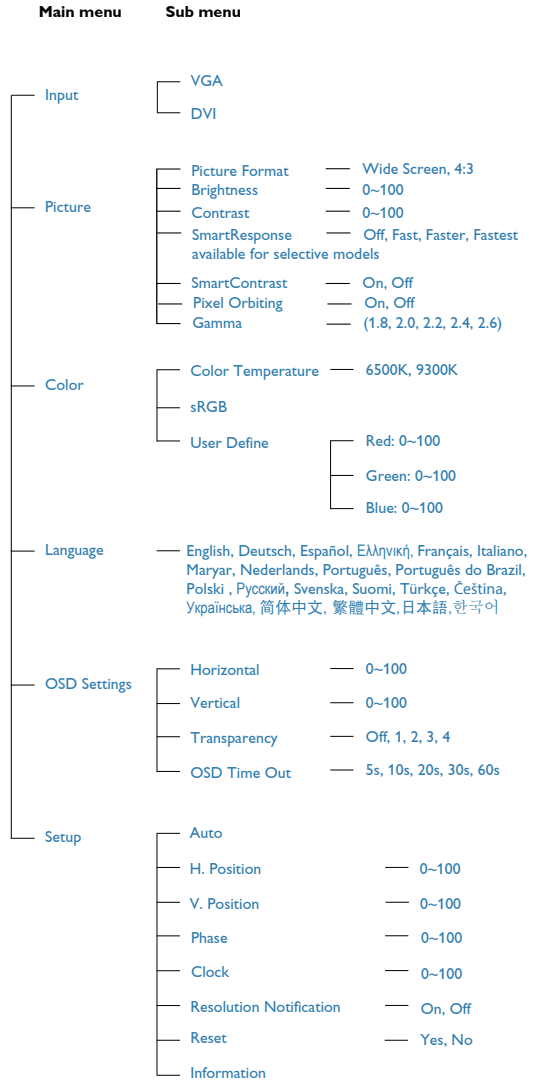 Main menu Sub menu
Input
VGA
DVI
Picture
Picture Format Wide Screen, 4:3
Brightness 0~100
Contrast 0~100
SmartResponse Off, Fast, Faster, Fastest
available for selective models
SmartContrast On, Off
Pixel Orbiting On, Off
Gamma (1.8, 2.0, 2.2, 2.4, 2.6)
Color
Color Temperature 6500K, 9300K
sRGB
User Define
Red: 0~100
Green: 0~100
Blue: 0~100
Language
English, Deutsch, Español, Ελληνική, Français, Italiano,
Maryar, Nederlands, Português, Português do Brazil,
Polski , Русский, Svenska, Suomi, Türkçe, Čeština,
Українська, 简体中文, 繁體中文,日本語,한국어
OSD Settings
Horizontal 0~100
Vertical 0~100
Transparency Off, 1, 2, 3, 4
OSD Time Out 5s, 10s, 20s, 30s, 60s
Setup
Auto
H. Position 0~100
V. Position 0~100
Phase 0~100
Clock 0~100
Resolution Notification On, Off
Reset Yes, No
Information